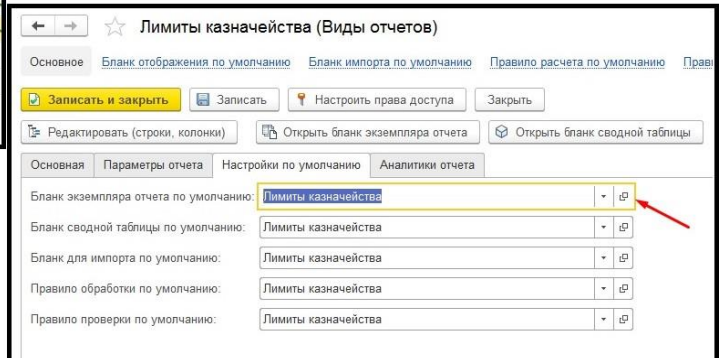 Лимиты казначейства (Виды отчетов)
Основное Бланк отображения по умолчанию Бланк импорта по умолчанию Правило расчета по умолчанию Прави
Записать и закрыть Записать Настроить права доступа Закрыть
Редактировать (строки, колонки) Открыть бланк экземпляра отчета Открыть бланк сводной таблицы
Основная Параметры отчета Настройки по умолчанию Аналитики отчета
Бланк экземпляра отчета по умолчанию: Лимиты казначейства
Бланк сводной таблицы по умолчанию: Лимиты казначейства
Бланк для импорта по умолчанию: Лимиты казначейства
Правило обработки по умолчанию: Лимиты казначейства
Правило проверки по умолчанию: Лимиты казначейства